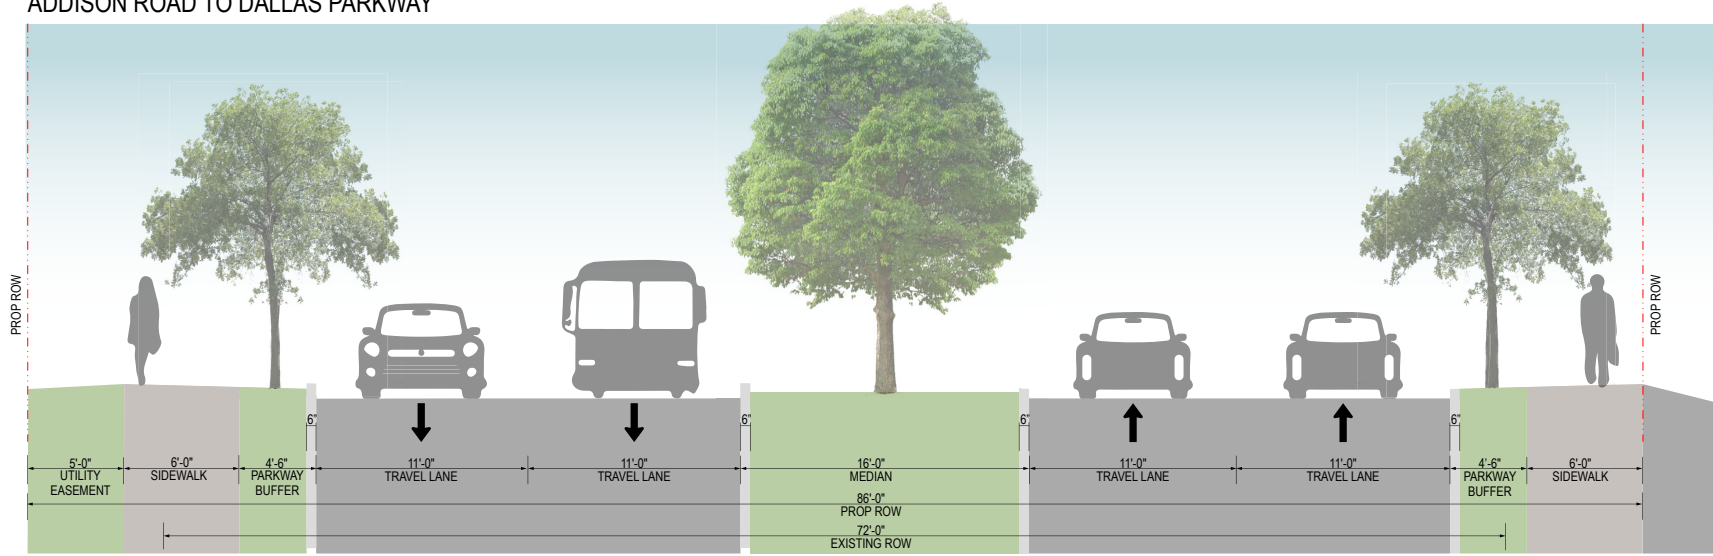 ADDISON ROAD TO DALLAS PARKWAY
PROP ROW
PROP ROW
6"
6"
6"
6"
5'-0"
UTILITY
EASEMENT
6'-0"
SIDEWALK
4'-6"
PARKWAY
BUFFER
11'-0"
TRAVEL LANE
11'-0"
TRAVEL LANE
16'-0"
MEDIAN
11'-0"
TRAVEL LANE
11'-0"
TRAVEL LANE
4'-6"
PARKWAY
BUFFER
6'-0"
SIDEWALK
86'-0"
PROP ROW
72'-0"
EXISTING ROW